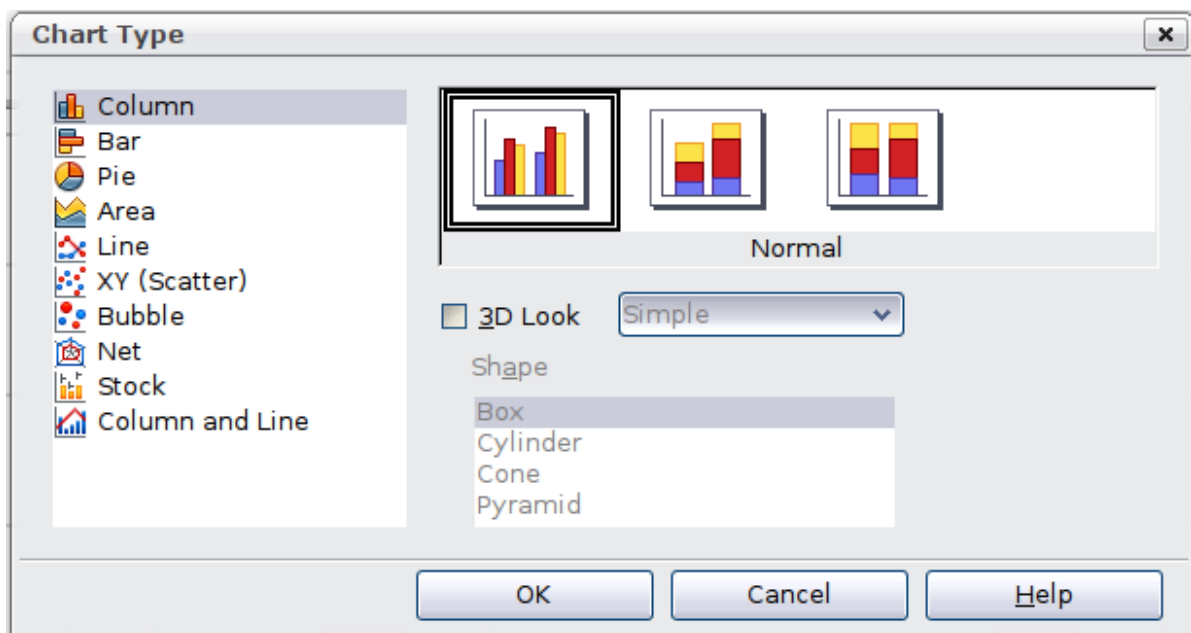 Chart Type
Column
Bar
Pie
Area
Line
XY (Scatter)
Bubble
Net
Stock
Column and Line
Normal
3D Look
Simple
Shape
Box
Cylinder
Cone
Pyramid
OK
Cancel
Help